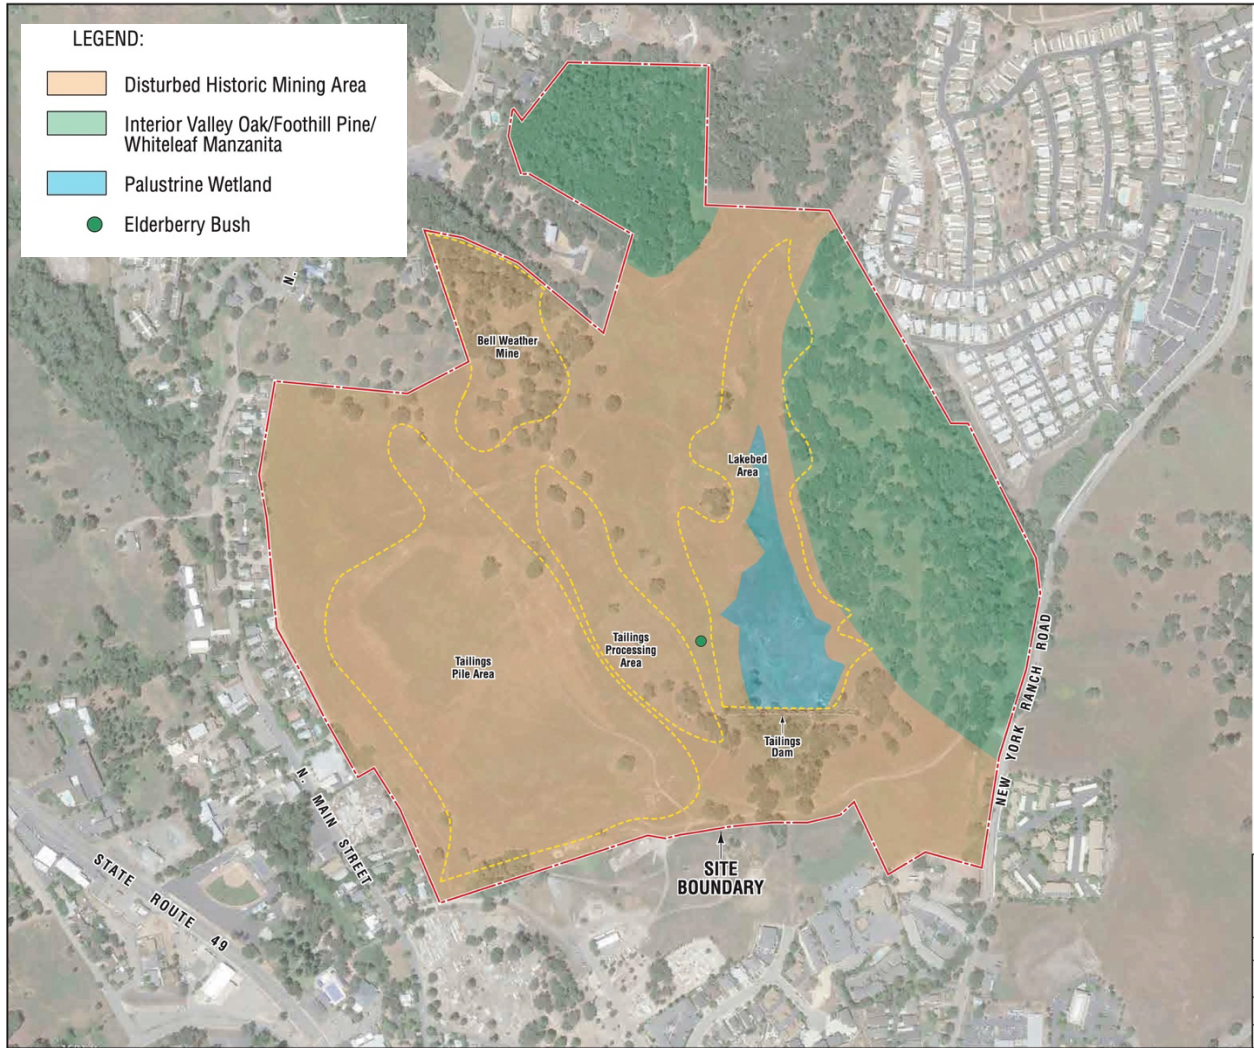 LEGEND:
Disturbed Historic Mining Area
Interior Valley Oak/Foothill Pine/
Whiteleaf Manzanita
Palustrine Wetland
Elderberry Bush
N.
Bell Weather
Mine
Lakebed
Area
Tailings
Processing
Area
Tailings
Pile Area
Tailings
Dam
NEW YORK RANCH ROAD
N. MAIN STREET
STATE ROUTE 49
SITE
BOUNDARY